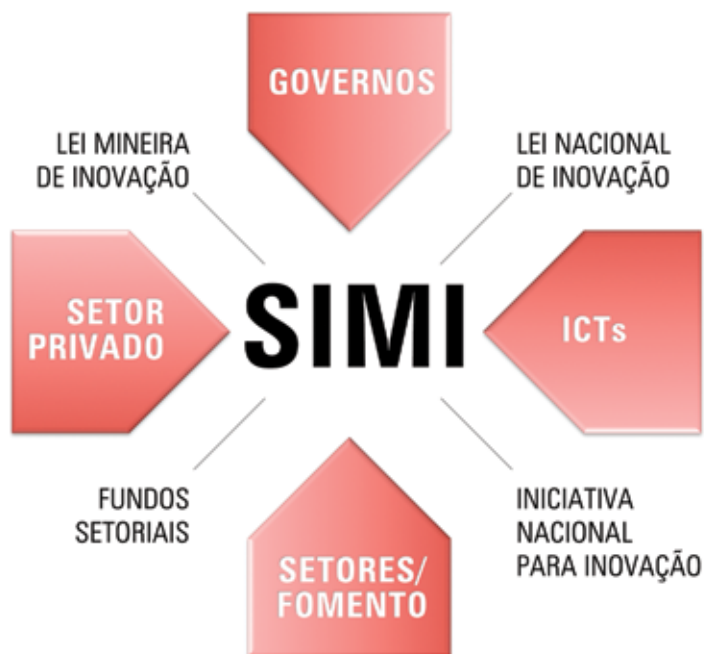 GOVERNOS
LEI MINEIRA
DE INOVAÇÃO
LEI NACIONAL
DE INOVAÇÃO
SETOR
PRIVADO
SIMI
ICTs
FUNDOS
SETORIAIS
INICIATIVA
NACIONAL
PARA INOVAÇÃO
SETORES/
FOMENTO